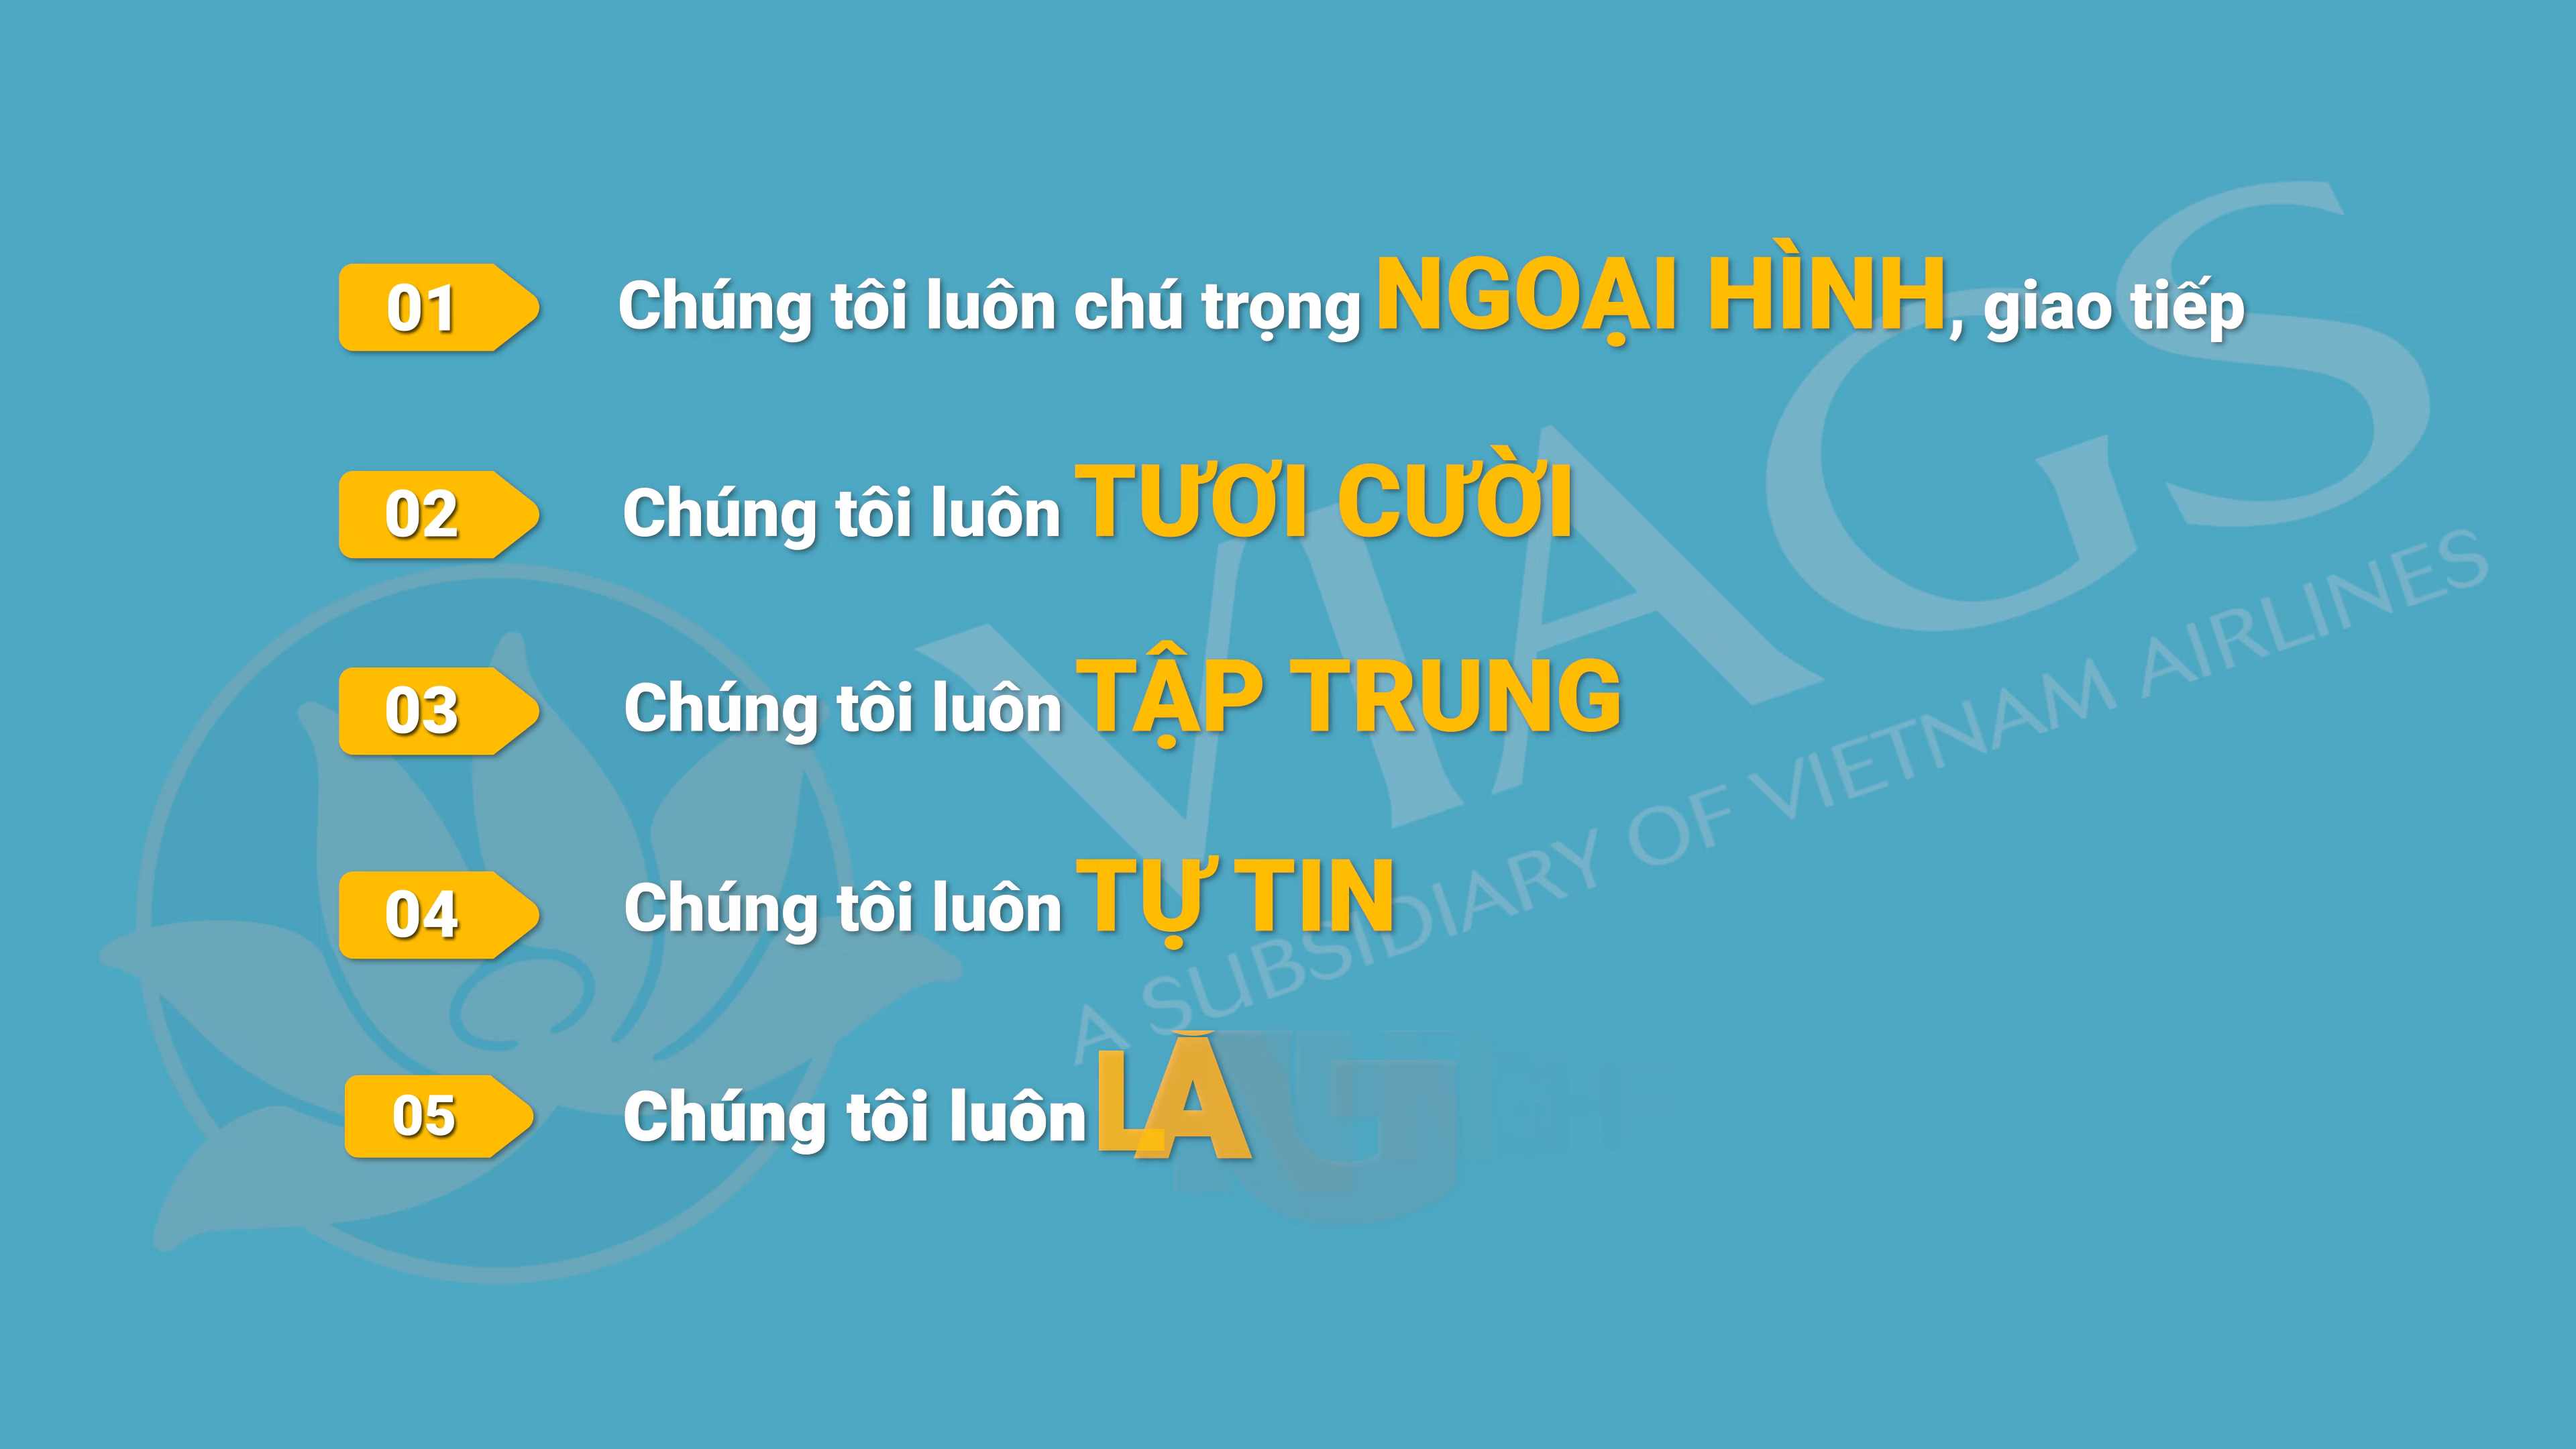 01 Chúng tôi luôn chú trọng NGOẠI HÌNH, giao tiếp
02 Chúng tôi luôn TƯƠI CƯỜI
03 Chúng tôi luôn TẬP TRUNG
04 Chúng tôi luôn TỰ TIN
05 Chúng tôi luôn
VIAGS
A SUBSIDIARY OF VIETNAM AIRLINES